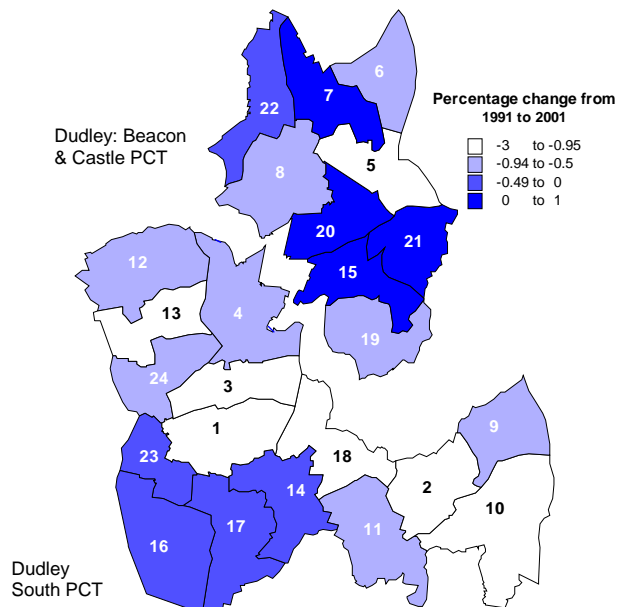 6
7
Percentage change from
1991 to 2001
22
Dudley: Beacon
& Castle PCT
-3 to -0.95
-0.94 to -0.5
-0.49 to 0
0 to 1
5
8
20
21
12
15
13
4
19
24
3
1
9
23
18
14
2
10
17
11
16
Dudley
South PCT